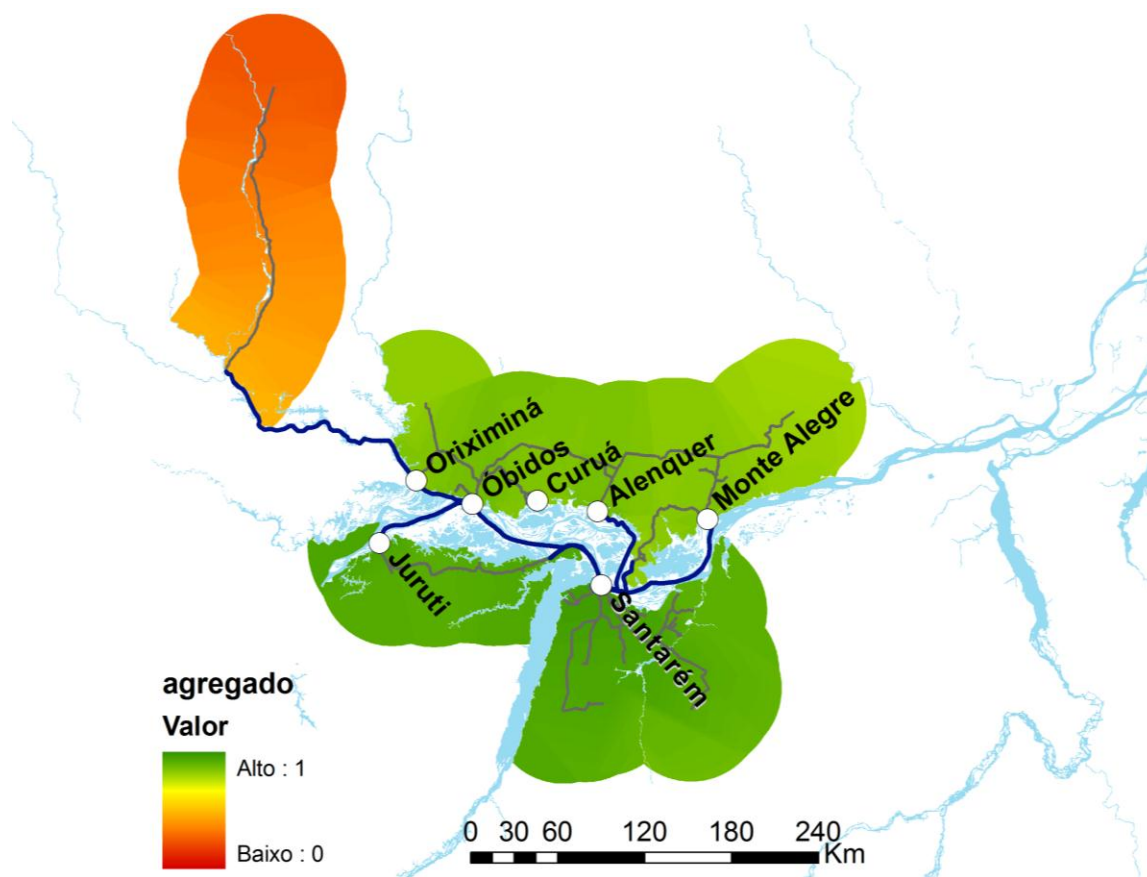 Oriximiná
Óbidos
Curuá
Alenquer
Monte Alegre
Juruti
Santarém
agregado
Valor
Alto : 1
Baixo : 0
0 30 60 120 180 240
Km